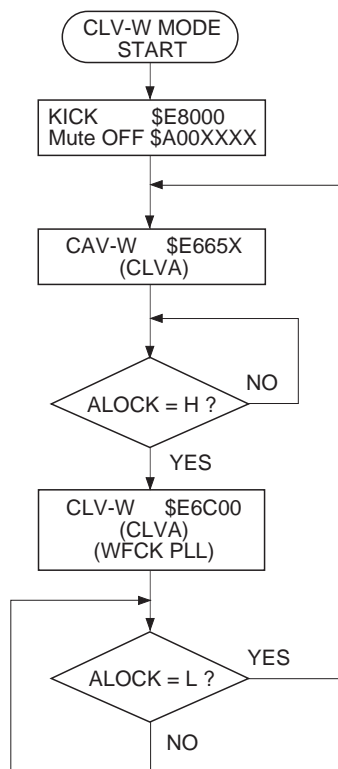 CLV-W MODE
START
KICK $E8000
Mute OFF $A00XXXX
CAV-W $E665X
(CLVA)
ALOCK = H ?
NO
YES
CLV-W $E6C00
(CLVA)
(WFCK PLL)
ALOCK = L ?
YES
NO